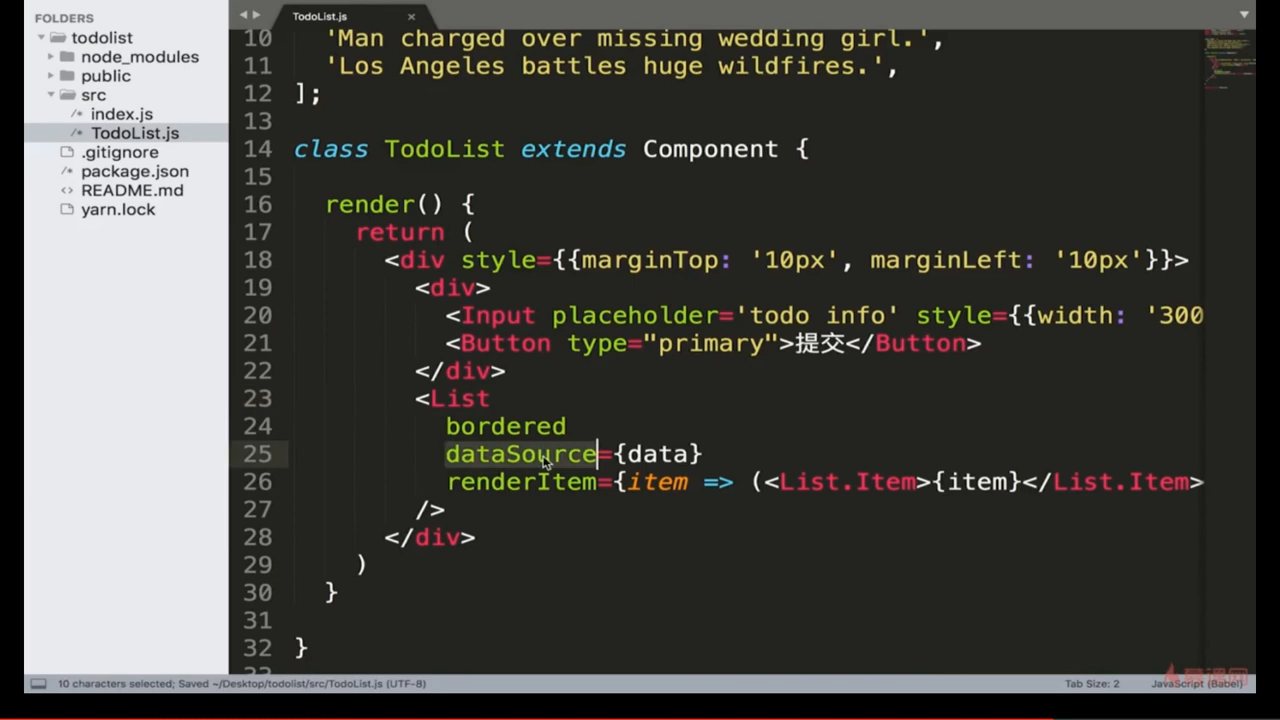 FOLDERS
todolist
node_modules
public
src
index.js
TodoList.js
.gitignore
package.json
README.md
yarn.lock
TodoList.js
10 'Man charged over missing wedding girl.',
11 'Los Angeles battles huge wildfires.',
12 ];
13
14 class TodoList extends Component {
15
16 render() {
17 return (
18 <div style={{marginTop: '10px', marginLeft: '10px'}}>
19 <div>
20 <Input placeholder='todo info' style={{width: '300
21 <Button type="primary">提交</Button>
22 </div>
23 <List
24 bordered
25 dataSource={data}
26 renderItem={item => (<List.Item>{item}</List.Item>
27 />
28 </div>
29 )
30 }
31
32 }
10 characters selected; Saved ~/Desktop/todolist/src/TodoList.js (UTF-8)
Tab Size: 2
JavaScript (Babel)
慕课网